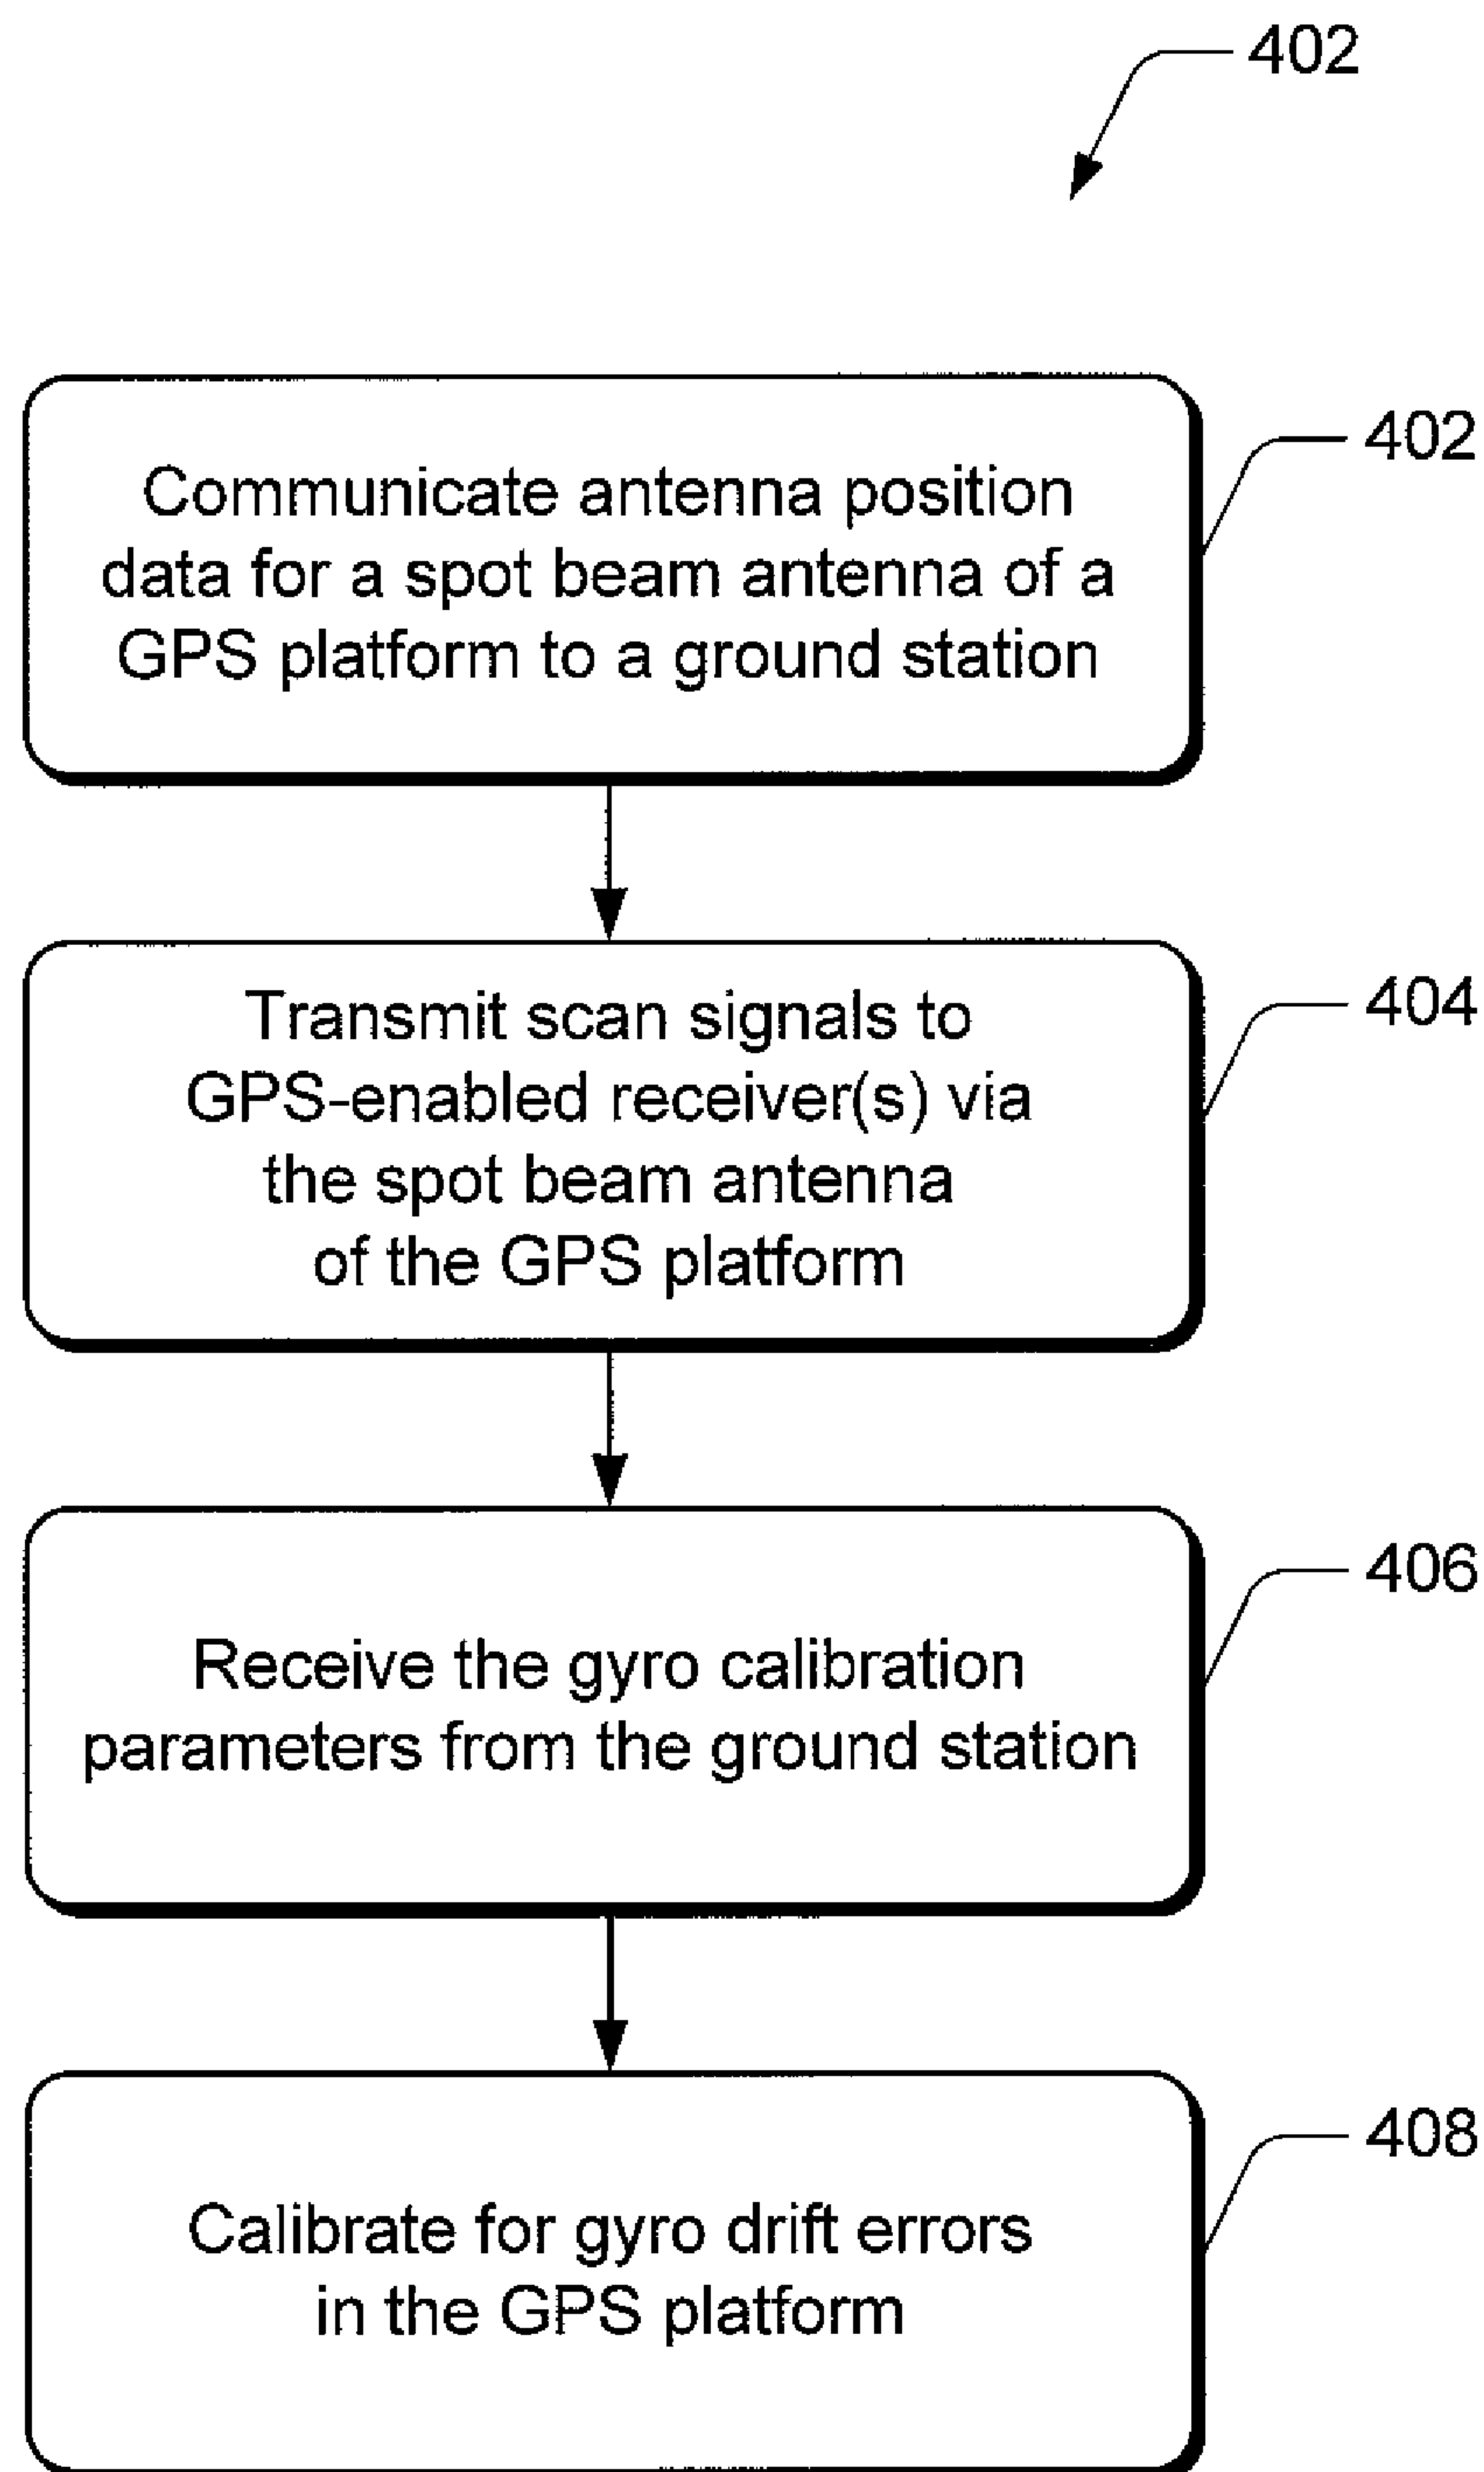 402
Communicate antenna position
data for a spot beam antenna of a
GPS platform to a ground station
402
Transmit scan signals to
GPS-enabled receiver(s) via
the spot beam antenna
of the GPS platform
404
Receive the gyro calibration
parameters from the ground station
406
Calibrate for gyro drift errors
in the GPS platform
408